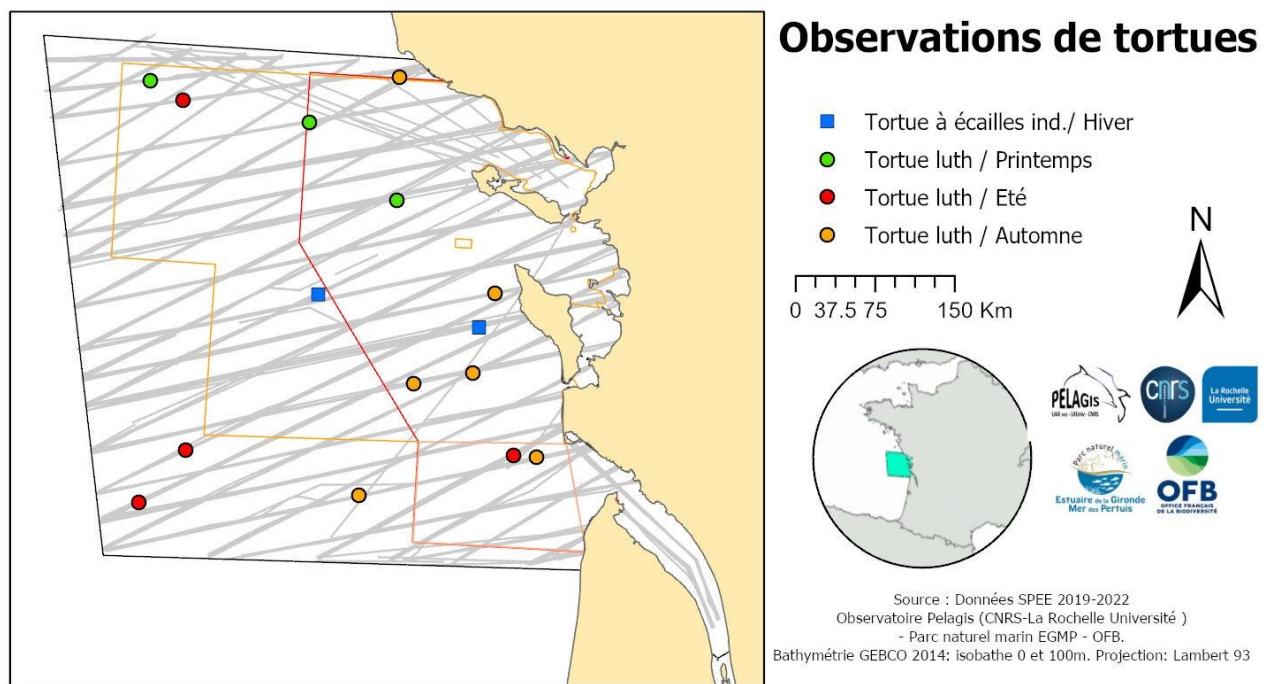 Observations de tortues
Tortue à écailles ind./ Hiver
Tortue luth / Printemps
Tortue luth / Eté
Tortue luth / Automne
N
0 37.5 75 150 Km
PELAGIS
cnrs
La Rochelle
Université
Parc naturel marin
Estuaire de la Gironde
Mer des Pertuis
OFB
OFFICE FRANÇAIS
DE LA BIODIVERSITÉ
Source : Données SPEE 2019-2022
Observatoire Pelagis (CNRS-La Rochelle Université )
- Parc naturel marin EGMP - OFB.
Bathymétrie GEBCO 2014: isobathe 0 et 100m. Projection: Lambert 93